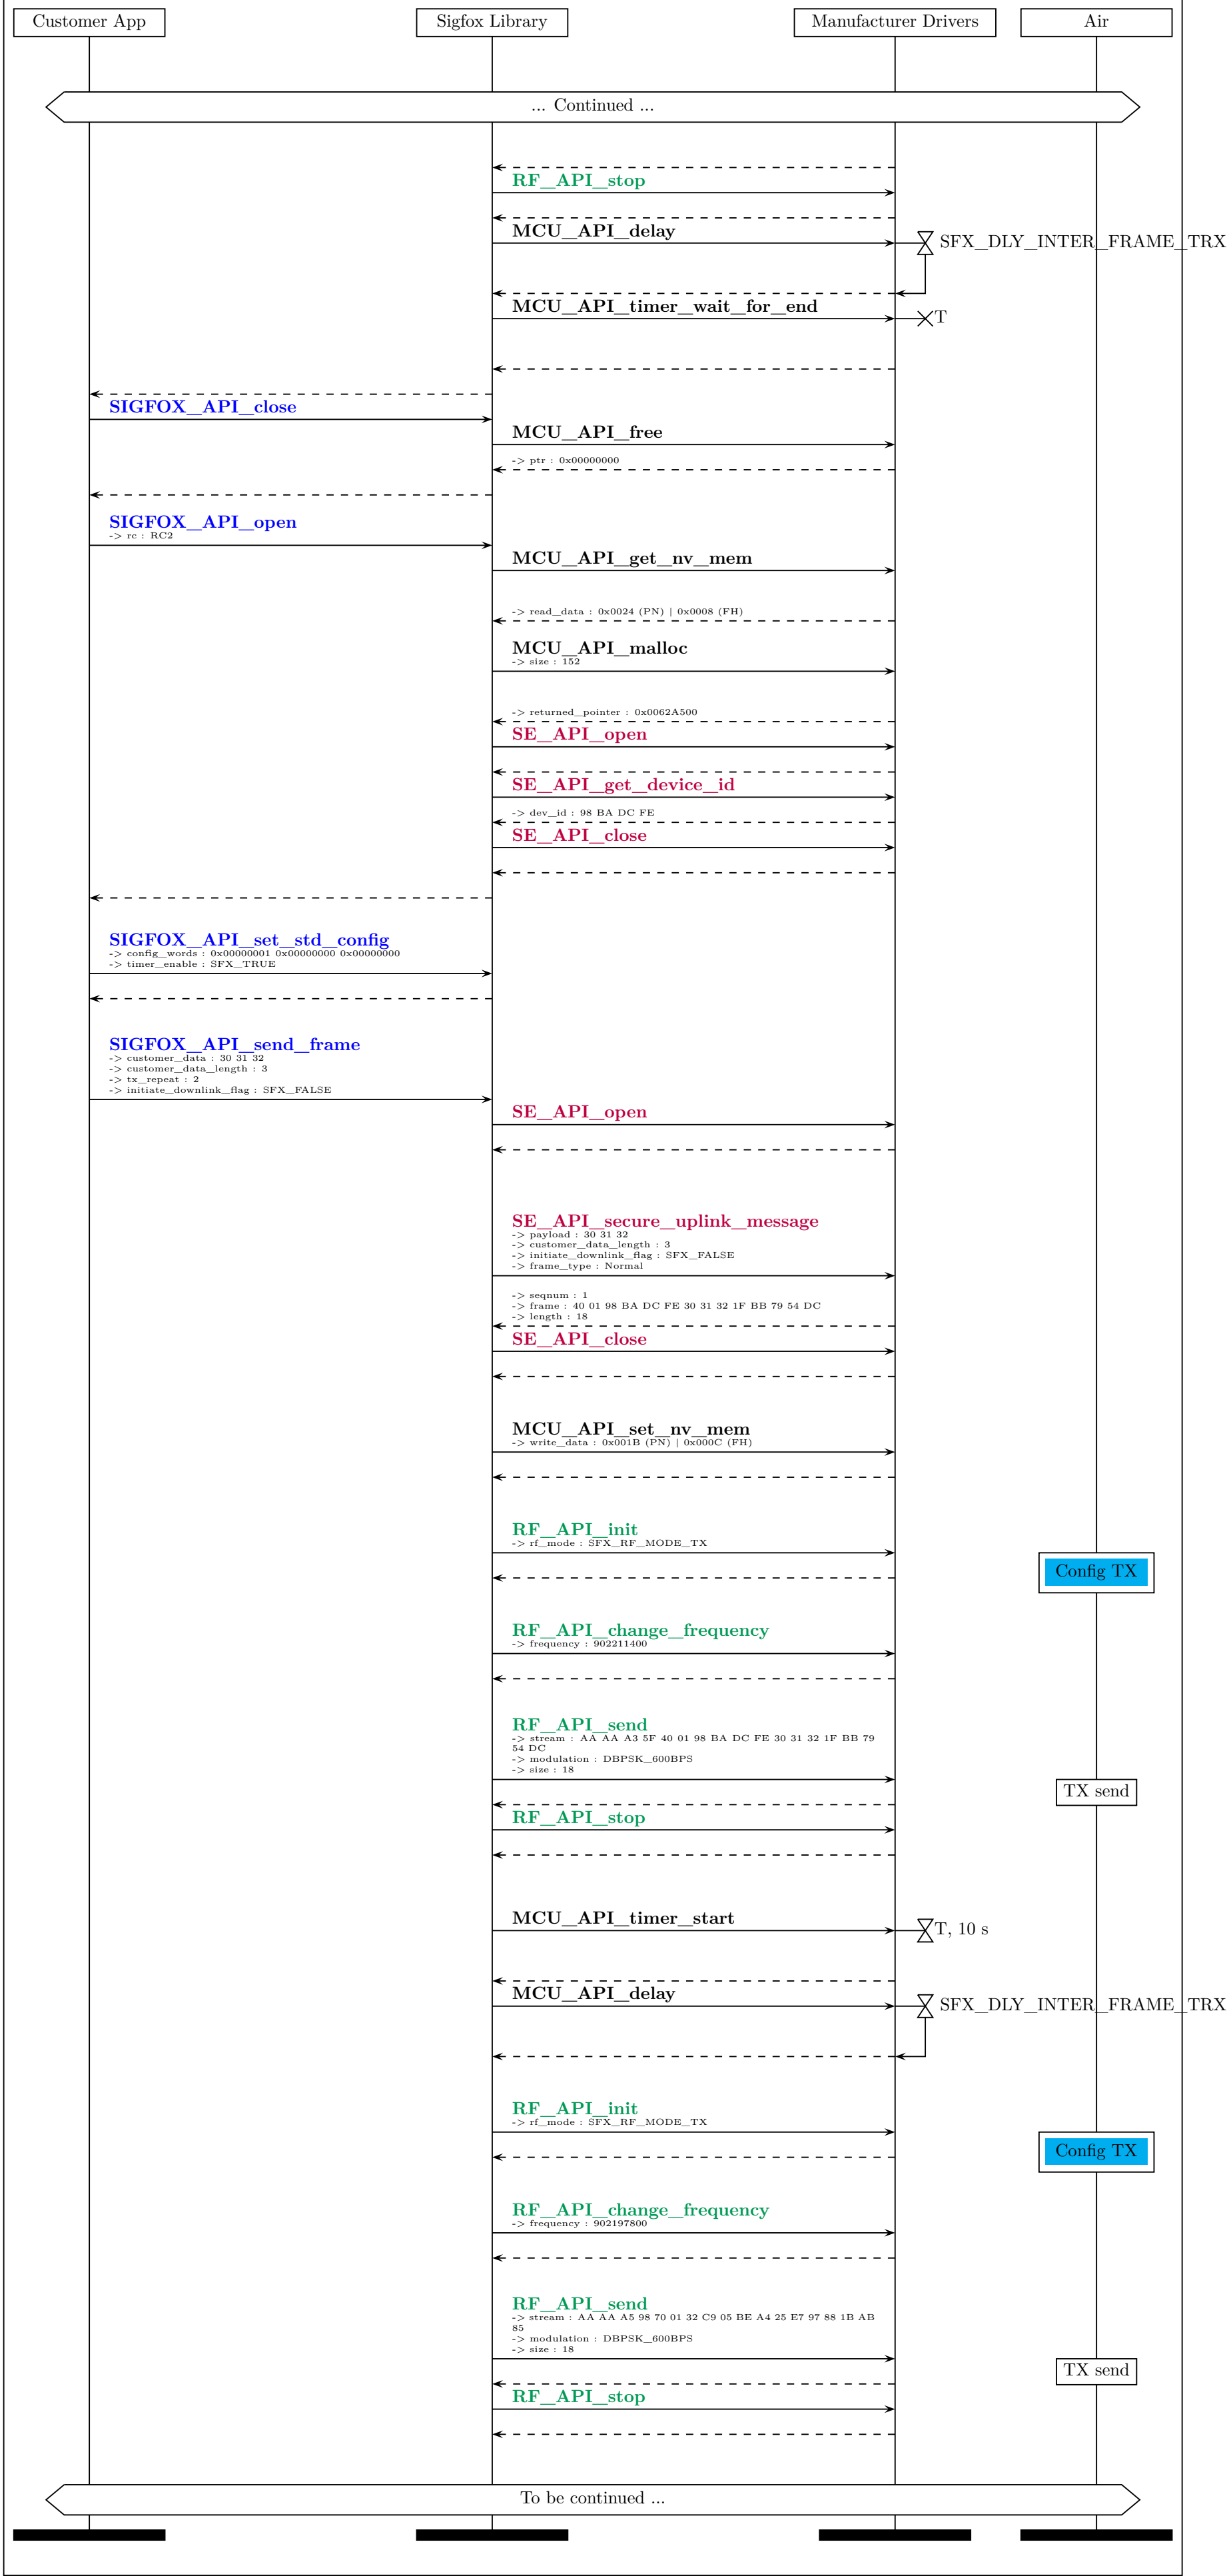 Customer App
Sigfox Library
Manufacturer Drivers
Air
... Continued ...
RF_API_stop
MCU_API_delay
SFX_DLY_INTER_FRAME_TRX
MCU_API_timer_wait_for_end
T
SIGFOX_API_close
MCU_API_free
-> ptr : 0x00000000
SIGFOX_API_open
-> rc : RC2
MCU_API_get_nv_mem
-> read_data : 0x0024 (PN) | 0x0008 (FH)
MCU_API_malloc
-> size : 152
-> returned_pointer : 0x0062A500
SE_API_open
SE_API_get_device_id
-> dev_id : 98 BA DC FE
SE_API_close
SIGFOX_API_set_std_config
-> config_words : 0x00000001 0x00000000 0x00000000
-> timer_enable : SFX_TRUE
SIGFOX_API_send_frame
-> customer_data : 30 31 32
-> customer_data_length : 3
-> tx_repeat : 2
-> initiate_downlink_flag : SFX_FALSE
SE_API_open
SE_API_secure_uplink_message
-> payload : 30 31 32
-> customer_data_length : 3
-> initiate_downlink_flag : SFX_FALSE
-> frame_type : Normal
-> seqnum : 1
-> frame : 40 01 98 BA DC FE 30 31 32 1F BB 79 54 DC
-> length : 18
SE_API_close
MCU_API_set_nv_mem
-> write_data : 0x001B (PN) | 0x000C (FH)
RF_API_init
-> rf_mode : SFX_RF_MODE_TX
Config TX
RF_API_change_frequency
-> frequency : 902211400
RF_API_send
-> stream : AA AA A3 5F 40 01 98 BA DC FE 30 31 32 1F BB 79
54 DC
-> modulation : DBPSK_600BPS
-> size : 18
TX send
RF_API_stop
MCU_API_timer_start
T, 10 s
MCU_API_delay
SFX_DLY_INTER_FRAME_TRX
RF_API_init
-> rf_mode : SFX_RF_MODE_TX
Config TX
RF_API_change_frequency
-> frequency : 902197800
RF_API_send
-> stream : AA AA A5 98 70 01 32 C9 05 BE A4 25 E7 97 88 1B AB
85
-> modulation : DBPSK_600BPS
-> size : 18
TX send
RF_API_stop
To be continued ...